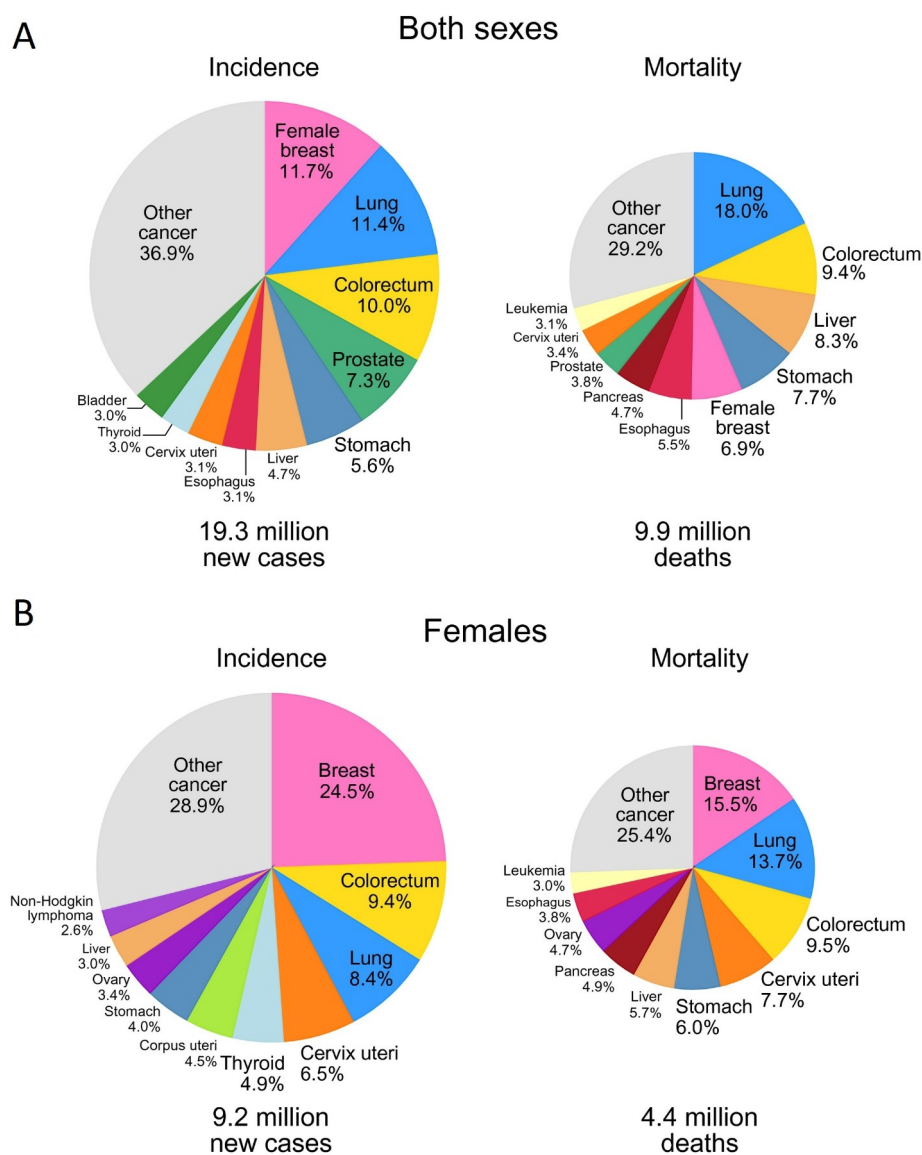 A
Both sexes
Incidence
Mortality
Female
breast
11.7%
Lung
11.4%
Colorectum
10.0%
Prostate
7.3%
Stomach
5.6%
Liver
4.7%
Esophagus
3.1%
Cervix uteri
3.1%
Thyroid
3.0%
Bladder
3.0%
Other
cancer
36.9%
19.3 million
new cases
Lung
18.0%
Colorectum
9.4%
Liver
8.3%
Stomach
7.7%
Female
breast
6.9%
Esophagus
5.5%
Pancreas
4.7%
Prostate
3.8%
Cervix uteri
3.4%
Leukemia
3.1%
Other
cancer
29.2%
9.9 million
deaths
B
Females
Incidence
Mortality
Breast
24.5%
Colorectum
9.4%
Lung
8.4%
Cervix uteri
6.5%
Thyroid
4.9%
Corpus uteri
4.5%
Stomach
4.0%
Ovary
3.4%
Liver
3.0%
Non-Hodgkin
lymphoma
2.6%
Other
cancer
28.9%
9.2 million
new cases
Breast
15.5%
Lung
13.7%
Colorectum
9.5%
Cervix uteri
7.7%
Stomach
6.0%
Liver
5.7%
Pancreas
4.9%
Ovary
4.7%
Esophagus
3.8%
Leukemia
3.0%
Other
cancer
25.4%
4.4 million
deaths